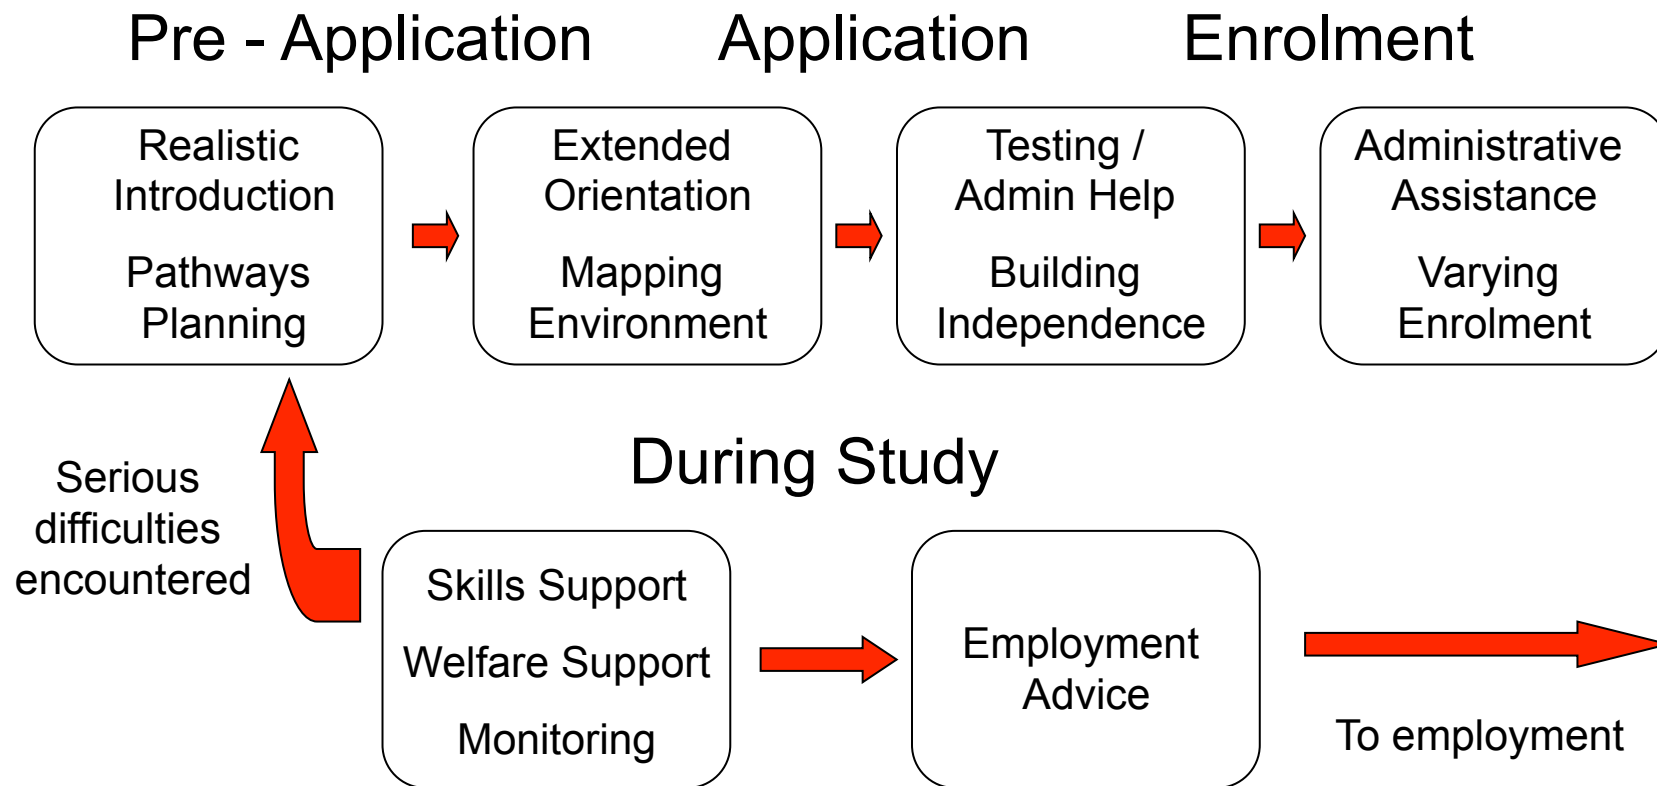 Pre - Application
Application
Enrolment
Realistic
Introduction
Pathways
Planning
Extended
Orientation
Mapping
Environment
Testing /
Admin Help
Building
Independence
Administrative
Assistance
Varying
Enrolment
Serious
difficulties
encountered
During Study
Skills Support
Welfare Support
Monitoring
Employment
Advice
To employment